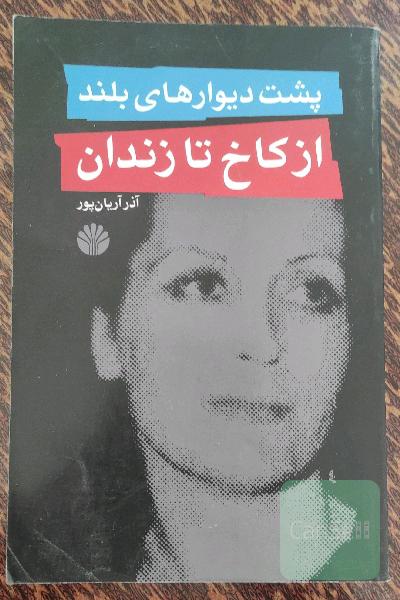 پشت دیوارهای بلند
از کاخ تا زندان
آذر آریان‌پور